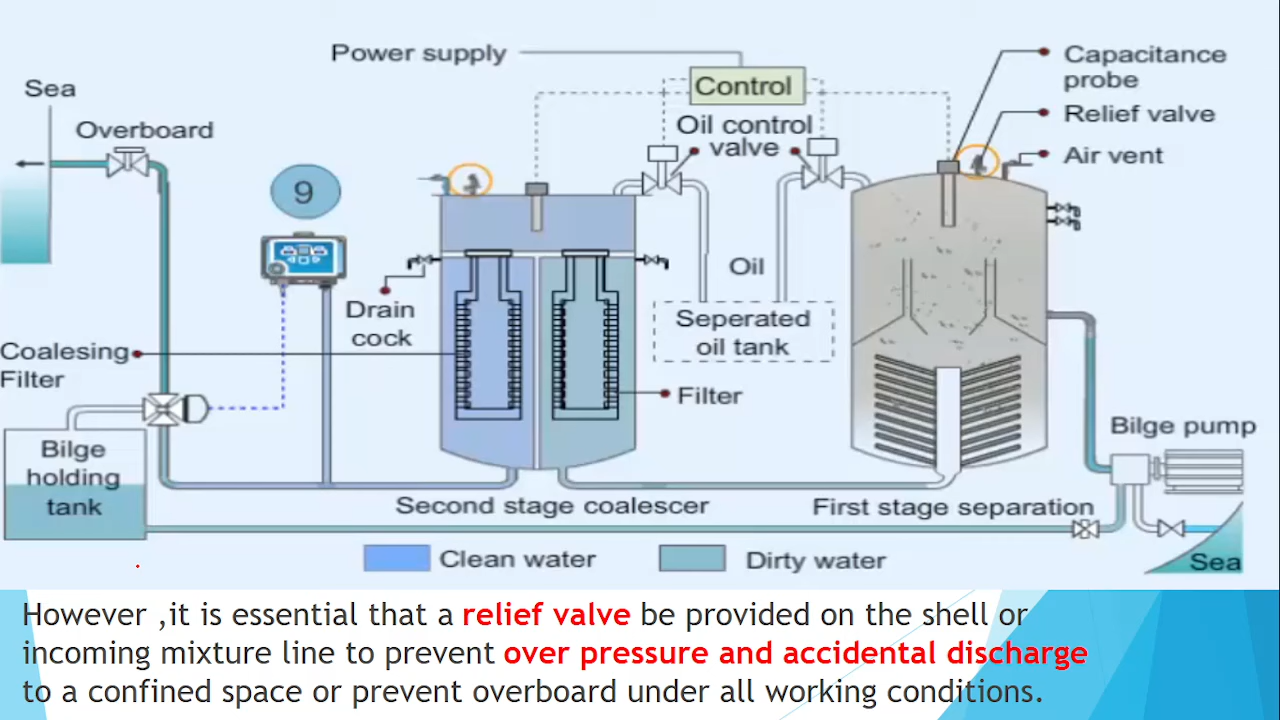 Power supply
Control
Capacitance
probe
Sea
Overboard
Oil control
valve
Relief valve
Air vent
9
Oil
Drain
cock
Seperated
oil tank
Coalesing
Filter
Filter
Bilge
holding
tank
Bilge pump
Second stage coalescer
First stage separation
Clean water
Dirty water
Sea
However ,it is essential that a relief valve be provided on the shell or
incoming mixture line to prevent over pressure and accidental discharge
to a confined space or prevent overboard under all working conditions.